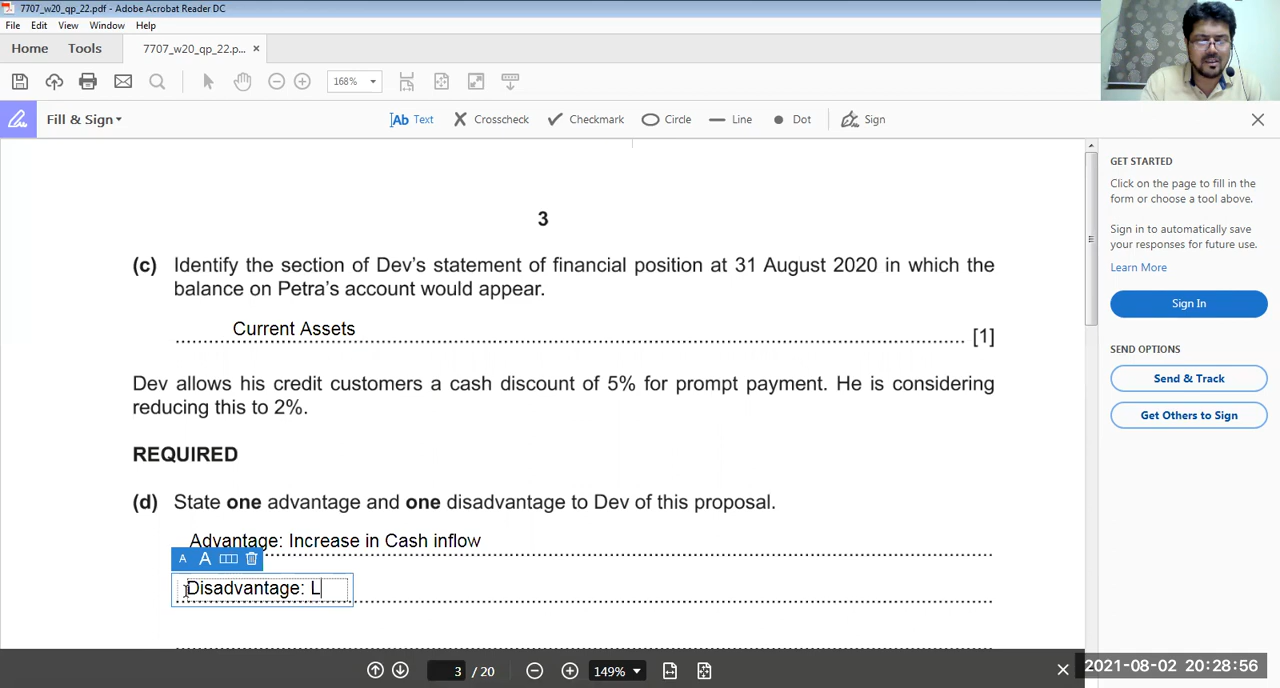 7707_w20_qp_22.pdf - Adobe Acrobat Reader DC
File Edit View Window Help
Home Tools 7707_w20_qp_22.p... ×
168%
Fill & Sign Ab Text Crosscheck Checkmark Circle Line Dot Sign
3
(c) Identify the section of Dev's statement of financial position at 31 August 2020 in which the
balance on Petra's account would appear.
Current Assets
[1]
Dev allows his credit customers a cash discount of 5% for prompt payment. He is considering
reducing this to 2%.
REQUIRED
(d) State one advantage and one disadvantage to Dev of this proposal.
Advantage: Increase in Cash inflow
A A
Disadvantage: L
GET STARTED
Click on the page to fill in the
form or choose a tool above.
Sign in to automatically save
your responses for future use.
Learn More
Sign In
SEND OPTIONS
Send & Track
Get Others to Sign
3 / 20 149%
2021-08-02 20:28:56